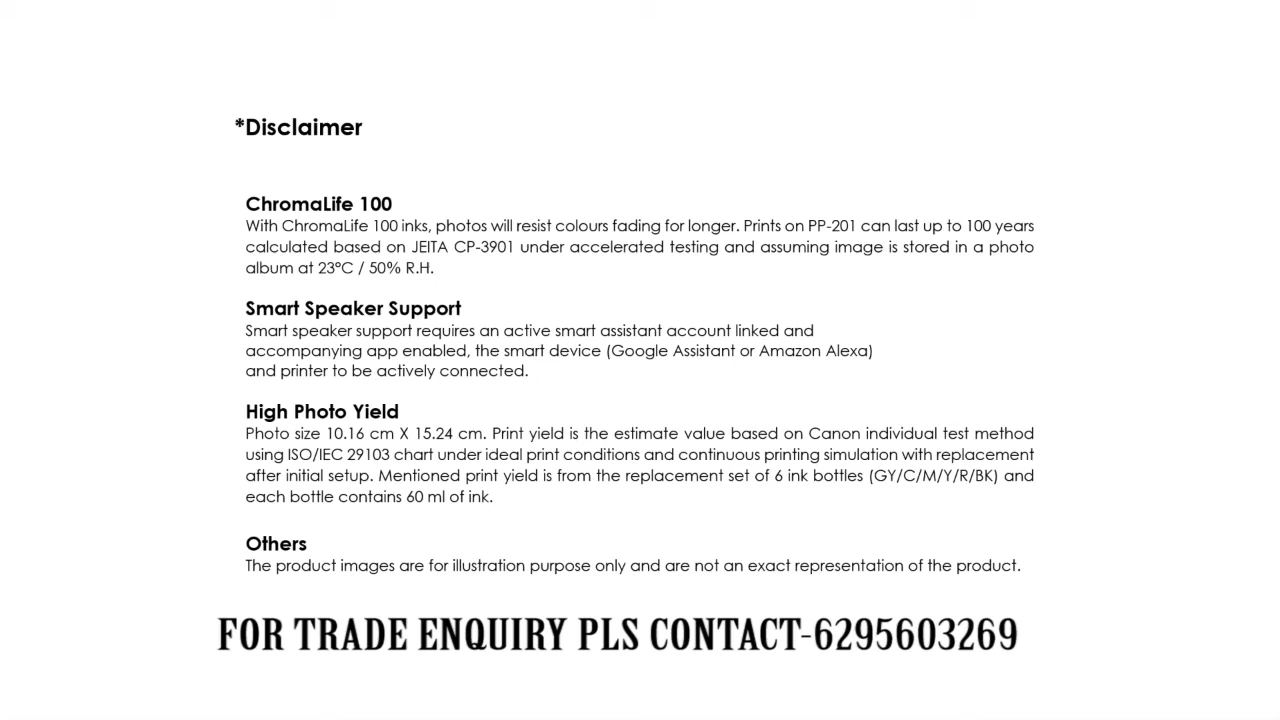 *Disclaimer
ChromaLife 100
With ChromaLife 100 inks, photos will resist colours fading for longer. Prints on PP-201 can last up to 100 years
calculated based on JEITA CP-3901 under accelerated testing and assuming image is stored in a photo
album at 23°C / 50% R.H.
Smart Speaker Support
Smart speaker support requires an active smart assistant account linked and
accompanying app enabled, the smart device (Google Assistant or Amazon Alexa)
and printer to be actively connected.
High Photo Yield
Photo size 10.16 cm X 15.24 cm. Print yield is the estimate value based on Canon individual test method
using ISO/IEC 29103 chart under ideal print conditions and continuous printing simulation with replacement
after initial setup. Mentioned print yield is from the replacement set of 6 ink bottles (GY/C/M/Y/R/BK) and
each bottle contains 60 ml of ink.
Others
The product images are for illustration purpose only and are not an exact representation of the product.
FOR TRADE ENQUIRY PLS CONTACT-6295603269